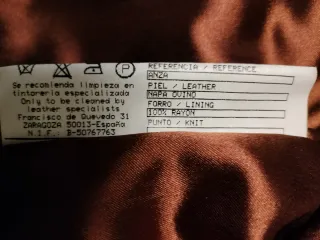 P
Se recomienda limpieza en
tintorería especializada
Only to be cleaned by
leather specialists
Francisco de Quevedo 31
ZARAGOZA 50013-España
N.I.F.: B-50767763
REFERENCIA / REFERENCE
ANZA
PIEL / LEATHER
NAPA OVINO
FORRO / LINING
100% RAYON
PUNTO / KNIT